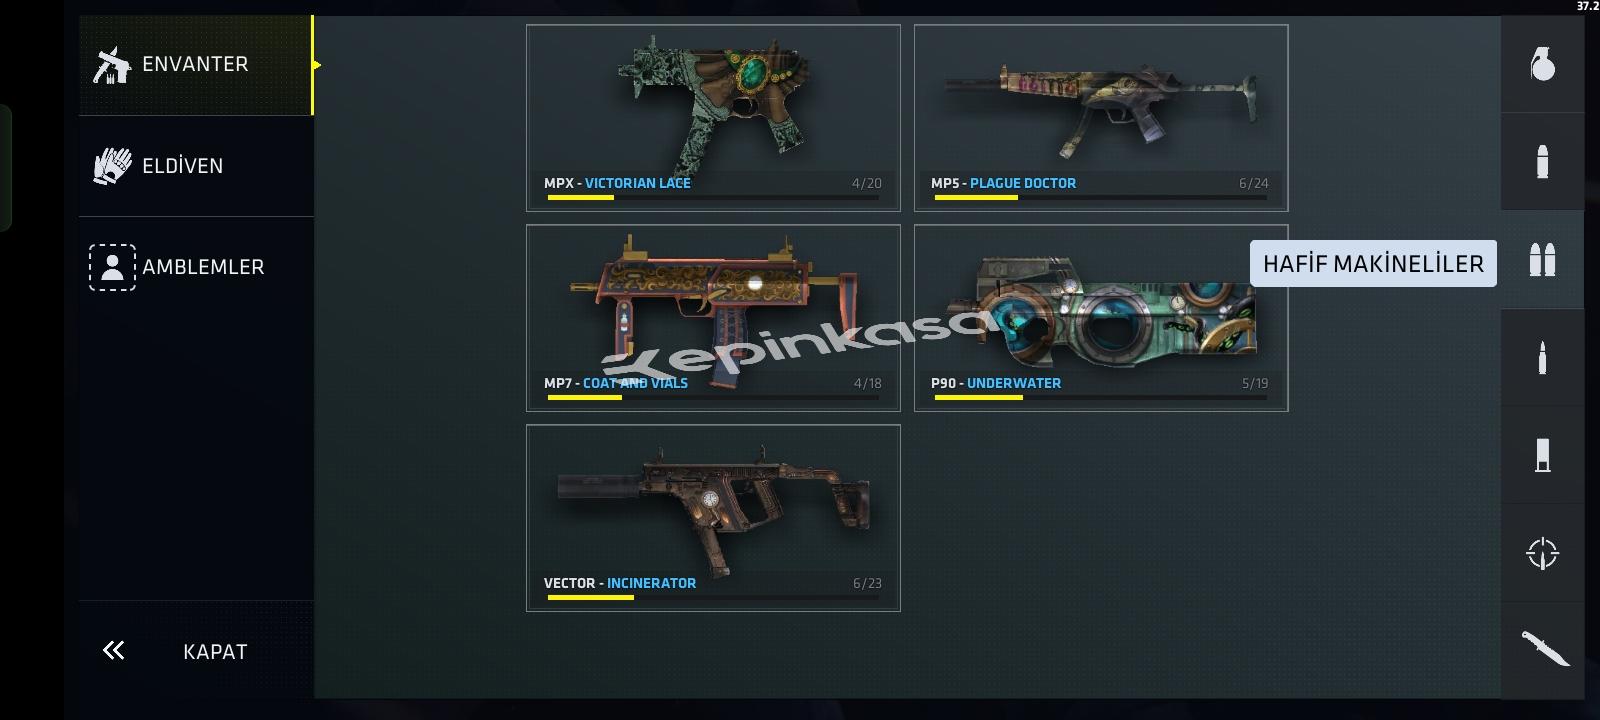 37.2
ENVANTER
ELDİVEN
AMBLEMLER
KAPAT
MPX - VICTORIAN LACE 4/20
MP5 - PLAGUE DOCTOR 6/24
HAFİF MAKİNELİLER
MP7 - COAT AND VIALS 4/18
P90 - UNDERWATER 5/19
epinkasa
VECTOR - INCINERATOR 6/23